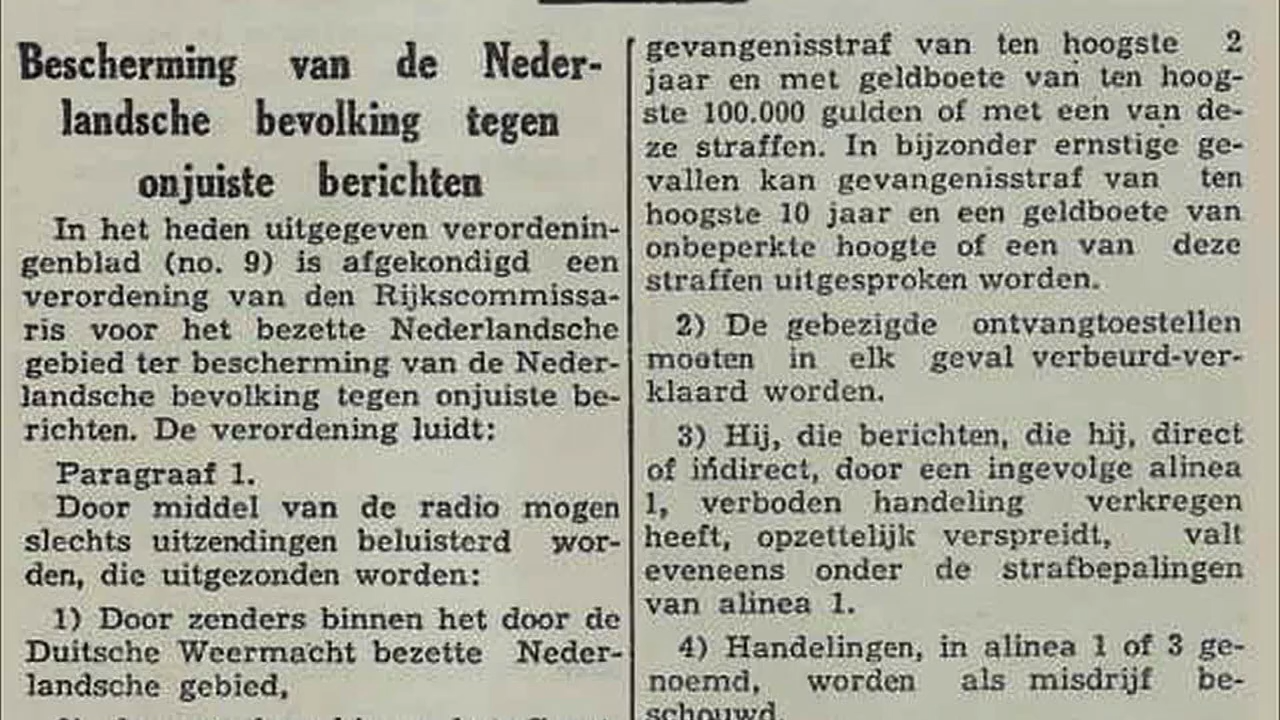 Bescherming van de Neder-
landsche bevolking tegen
onjuiste berichten
In het heden uitgegeven verordenin-
genblad (no. 9) is afgekondigd een
verordening van den Rijkscommissa-
ris voor het bezette Nederlandsche
gebied ter bescherming van de Neder-
landsche bevolking tegen onjuiste be-
richten. De verordening luidt:
Paragraaf 1.
Door middel van de radio mogen
slechts uitzendingen beluisterd wor-
den, die uitgezonden worden:
1) Door zenders binnen het door de
Duitsche Weermacht bezette Neder-
landsche gebied,
gevangenisstraf van ten hoogste 2
jaar en met geldboete van ten hoog-
ste 100.000 gulden of met een van de-
ze straffen. In bijzonder ernstige ge-
vallen kan gevangenisstraf van ten
hoogste 10 jaar en een geldboete van
onbeperkte hoogte of een van deze
straffen uitgesproken worden.
2) De gebezigde ontvangtoestellen
moeten in elk geval verbeurd-ver-
klaard worden.
3) Hij, die berichten, die hij, direct
of indirect, door een ingevolge alinea
1, verboden handeling verkregen
heeft, opzettelijk verspreidt, valt
eveneens onder de strafbepalingen
van alinea 1.
4) Handelingen, in alinea 1 of 3 ge-
noemd, worden als misdrijf be-
schouwd.